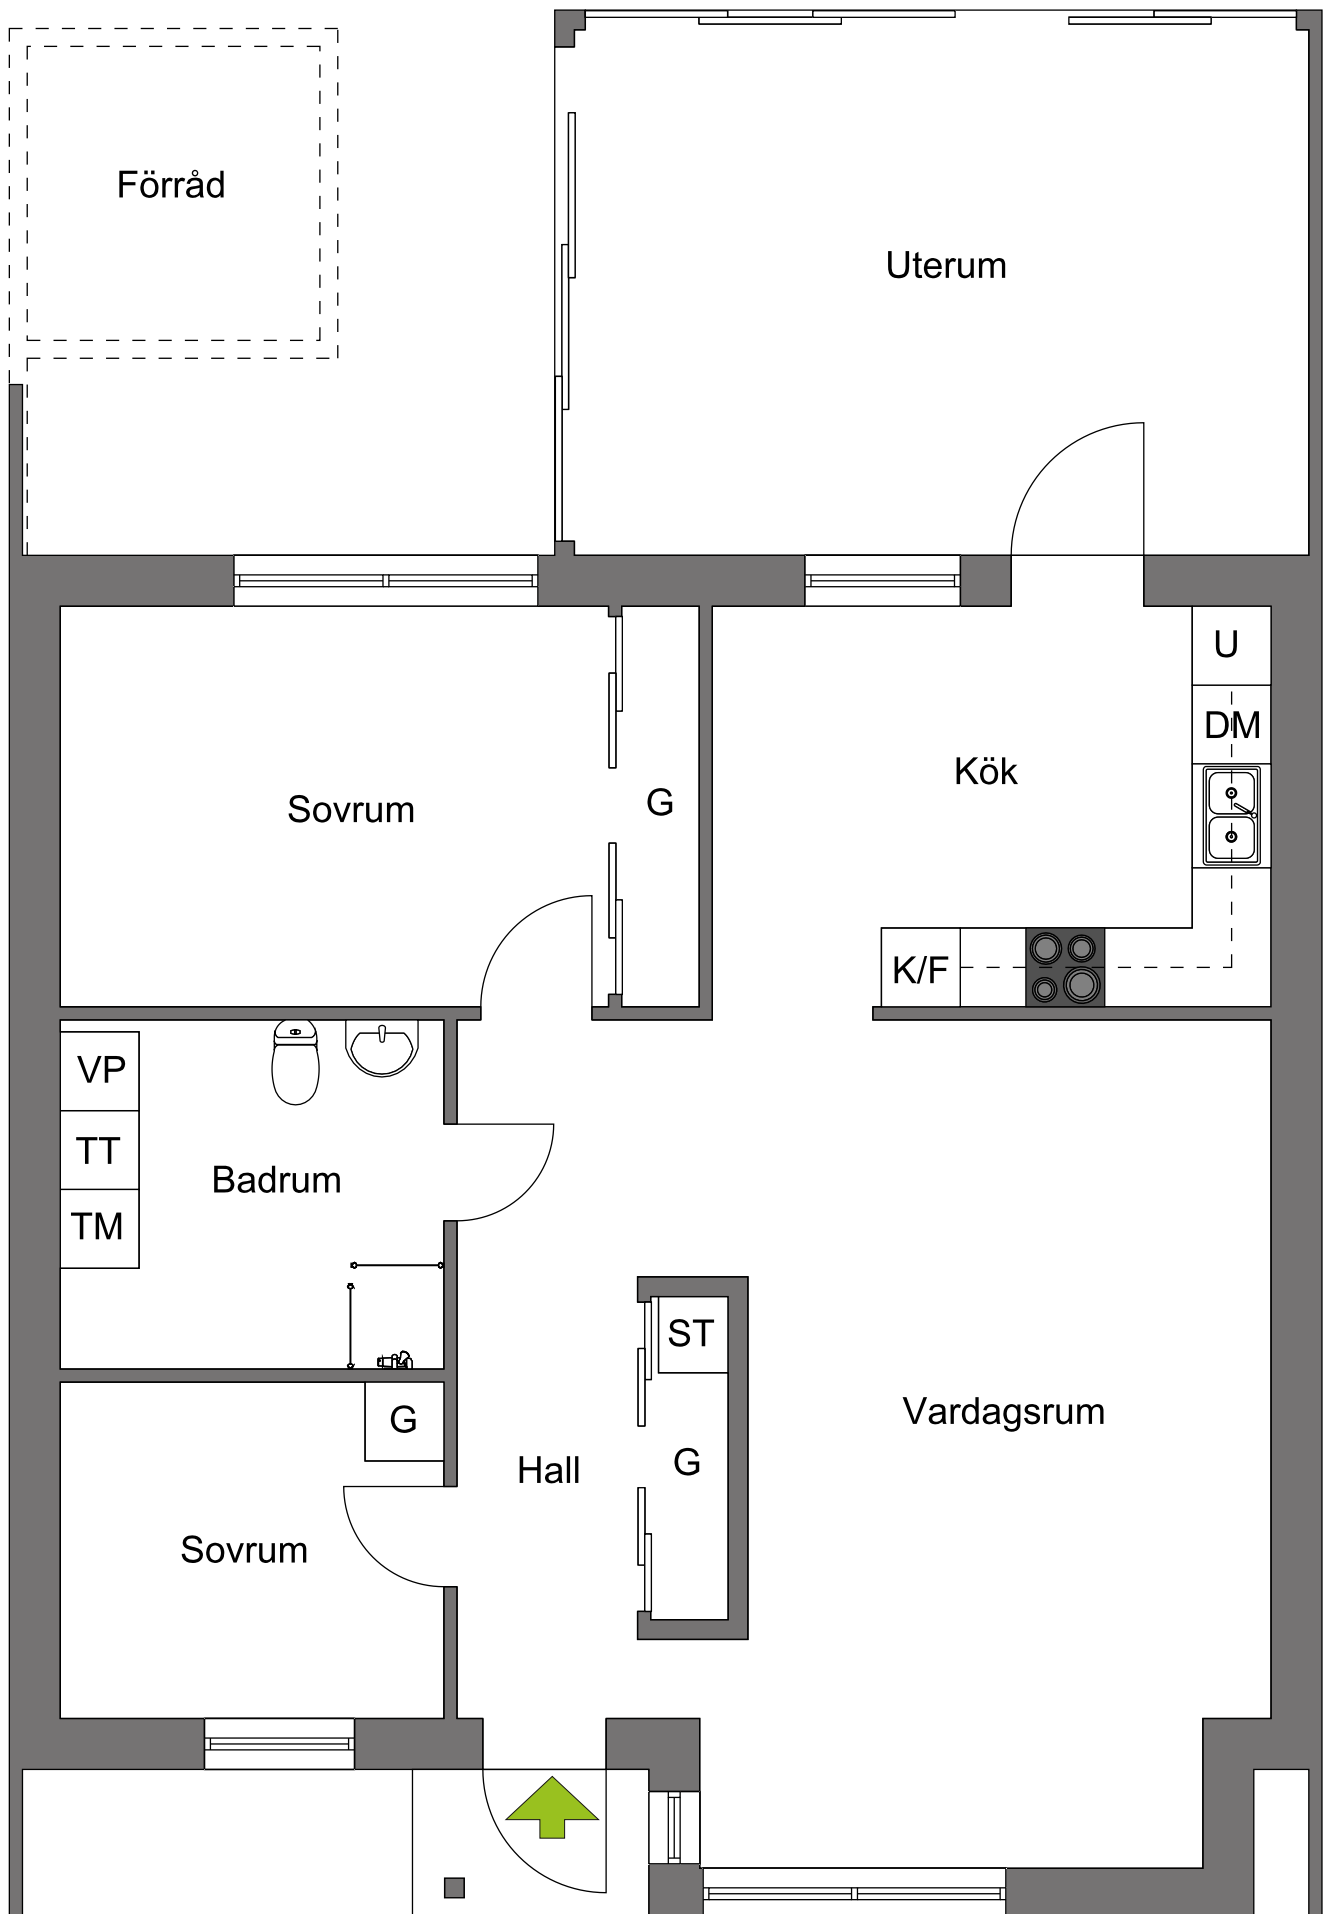 Förråd
Uterum
U
DM
Kök
Sovrum
G
K/F
VP
TT
TM
Badrum
ST
G
Hall
G
Vardagsrum
Sovrum